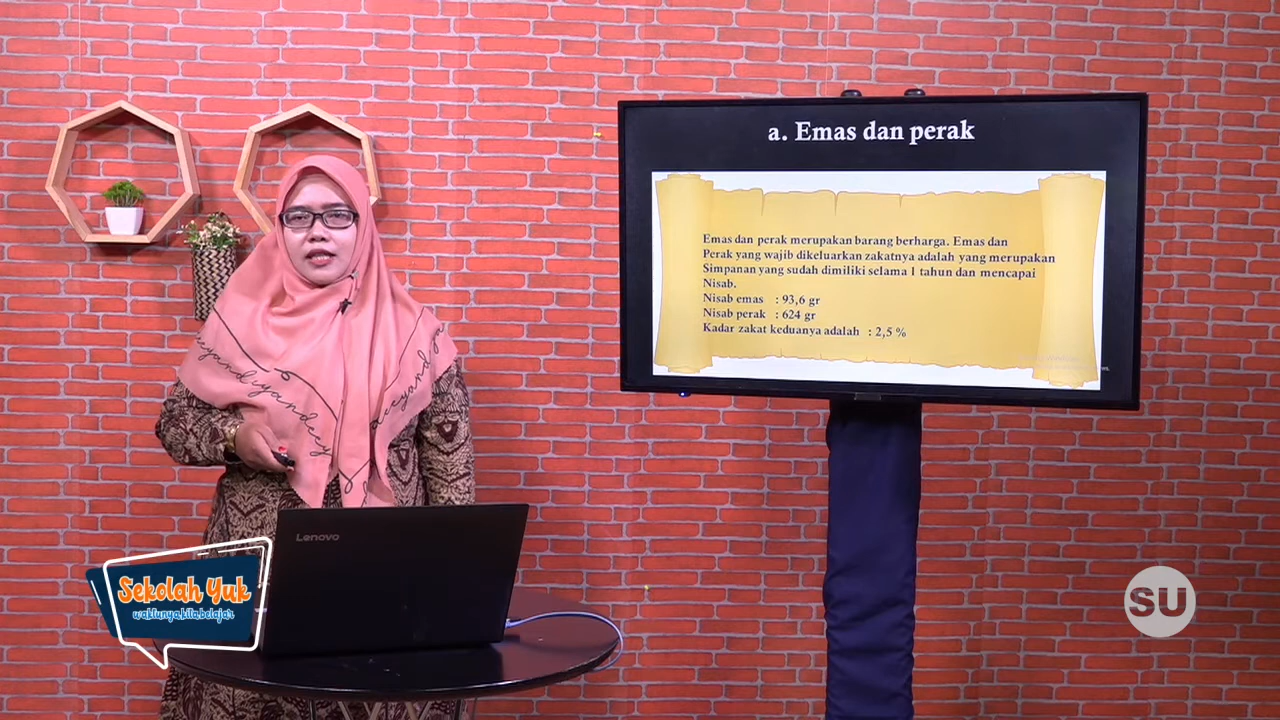 a. Emas dan perak
Emas dan perak merupakan barang berharga. Emas dan
Perak yang wajib dikeluarkan zakatnya adalah yang merupakan
Simpanan yang sudah dimiliki selama 1 tahun dan mencapai
Nisab.
Nisab emas : 93,6 gr
Nisab perak : 624 gr
Kadar zakat keduanya adalah : 2,5 %
Lenovo
Sekolah Yuk
waktunya kita belajar
SU